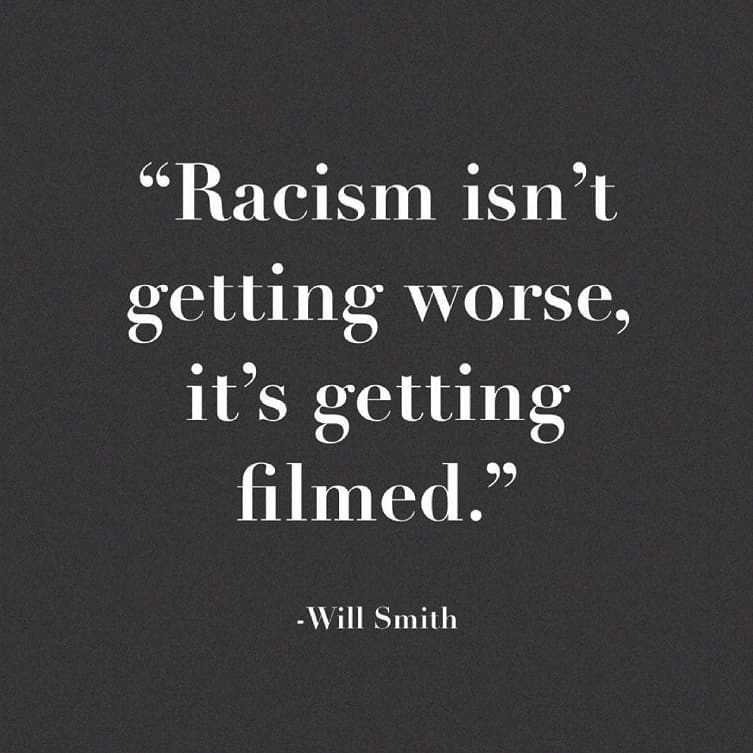 “Racism isn’t
getting worse,
it’s getting
filmed.”
-Will Smith